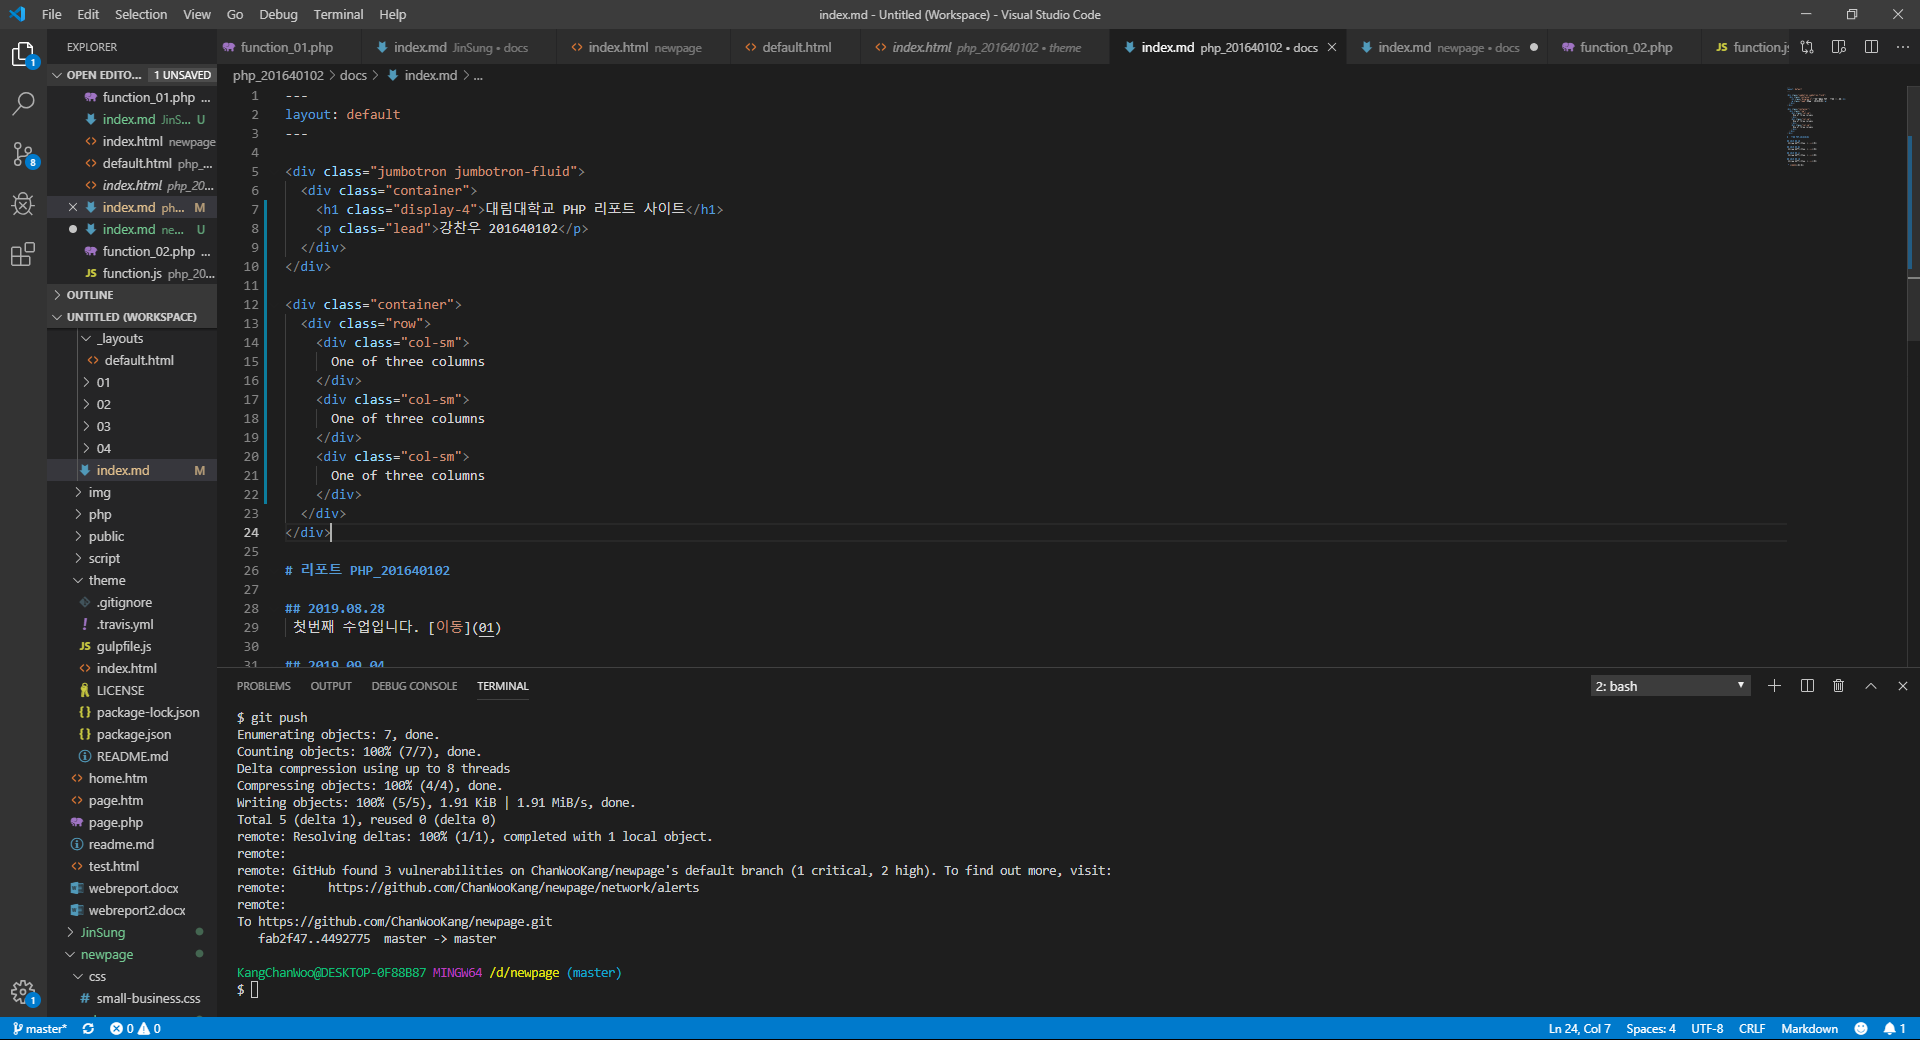 File Edit Selection View Go Debug Terminal Help
index.md - Untitled (Workspace) - Visual Studio Code
EXPLORER
function_01.php
index.md JinSung • docs
index.html newpage
default.html
index.html php_201640102 • theme
index.md php_201640102 • docs
index.md newpage • docs
function_02.php
JS function.js
OPEN EDITO... 1 UNSAVED
function_01.php ...
index.md JinS... U
index.html newpage
default.html php_...
index.html php_20...
index.md ph... M
index.md ne... U
function_02.php ...
JS function.js php_20...
OUTLINE
UNTITLED (WORKSPACE)
_layouts
default.html
01
02
03
04
index.md M
img
php
public
script
theme
.gitignore
.travis.yml
JS gulpfile.js
index.html
LICENSE
package-lock.json
package.json
README.md
home.htm
page.htm
page.php
readme.md
test.html
webreport.docx
webreport2.docx
JinSung
newpage
css
# small-business.css
1
8
1
php_201640102 > docs > index.md > ...
1 ---
2 layout: default
3 ---
4
5 <div class="jumbotron jumbotron-fluid">
6 <div class="container">
7 <h1 class="display-4">대림대학교 PHP 리포트 사이트</h1>
8 <p class="lead">강찬우 201640102</p>
9 </div>
10 </div>
11
12 <div class="container">
13 <div class="row">
14 <div class="col-sm">
15 One of three columns
16 </div>
17 <div class="col-sm">
18 One of three columns
19 </div>
20 <div class="col-sm">
21 One of three columns
22 </div>
23 </div>
24 </div>
25
26 # 리포트 PHP_201640102
27
28 ## 2019.08.28
29 첫번째 수업입니다. [이동](01)
30
31 ## 2019.09.04
PROBLEMS OUTPUT DEBUG CONSOLE TERMINAL
2: bash
$ git push
Enumerating objects: 7, done.
Counting objects: 100% (7/7), done.
Delta compression using up to 8 threads
Compressing objects: 100% (4/4), done.
Writing objects: 100% (5/5), 1.91 KiB | 1.91 MiB/s, done.
Total 5 (delta 1), reused 0 (delta 0)
remote: Resolving deltas: 100% (1/1), completed with 1 local object.
remote:
remote: GitHub found 3 vulnerabilities on ChanWooKang/newpage's default branch (1 critical, 2 high). To find out more, visit:
remote: https://github.com/ChanWooKang/newpage/network/alerts
remote:
To https://github.com/ChanWooKang/newpage.git
fab2f47..4492775 master -> master
KangChanWoo@DESKTOP-0F88B87 MINGW64 /d/newpage (master)
$
master* 0 0
Ln 24, Col 7 Spaces: 4 UTF-8 CRLF Markdown 1